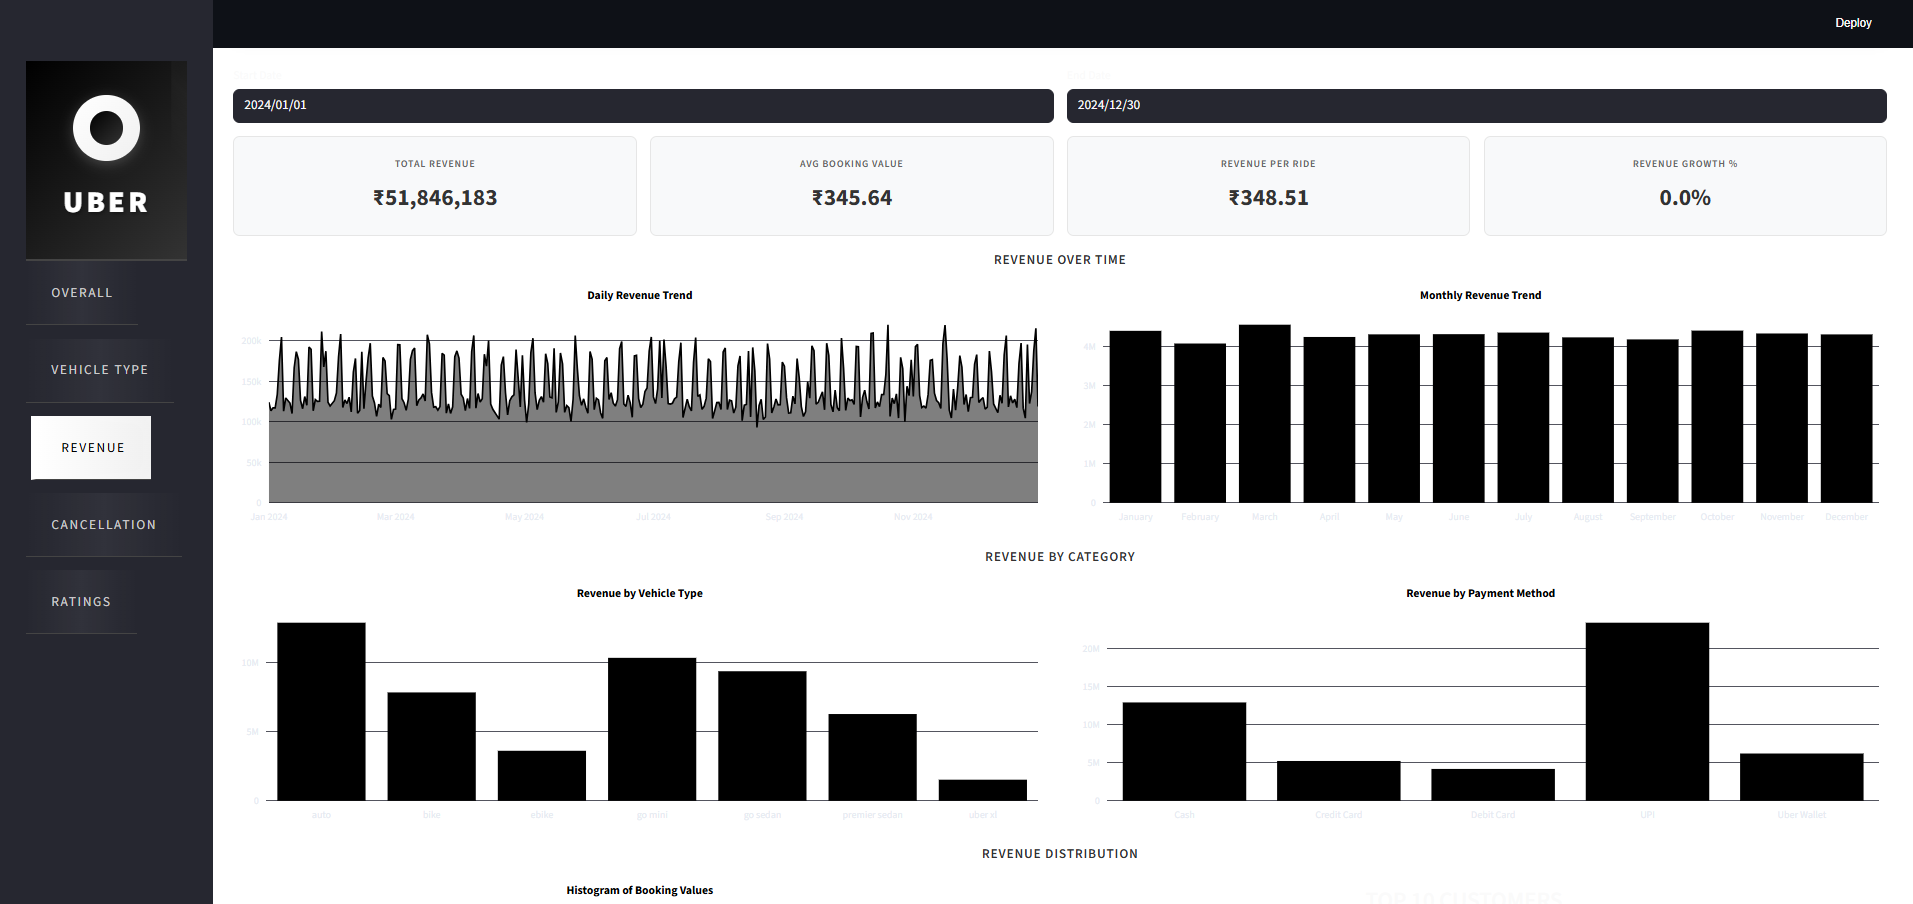 Deploy
UBER
OVERALL
VEHICLE TYPE
REVENUE
CANCELLATION
RATINGS
2024/01/01
2024/12/30
TOTAL REVENUE
₹51,846,183
AVG BOOKING VALUE
₹345.64
REVENUE PER RIDE
₹348.51
REVENUE GROWTH %
0.0%
REVENUE OVER TIME
Daily Revenue Trend
200k
150k
100k
50k
0
Jan 2024 Mar 2024 May 2024 Jul 2024 Sep 2024 Nov 2024
Monthly Revenue Trend
4M
3M
2M
1M
0
January February March April May June July August September October November December
REVENUE BY CATEGORY
Revenue by Vehicle Type
10M
5M
0
auto bike ebike go mini go sedan premier sedan uber xl
Revenue by Payment Method
20M
15M
10M
5M
0
Cash Credit Card Debit Card UPI Uber Wallet
REVENUE DISTRIBUTION
Histogram of Booking Values
TOP 10 CUSTOMERS